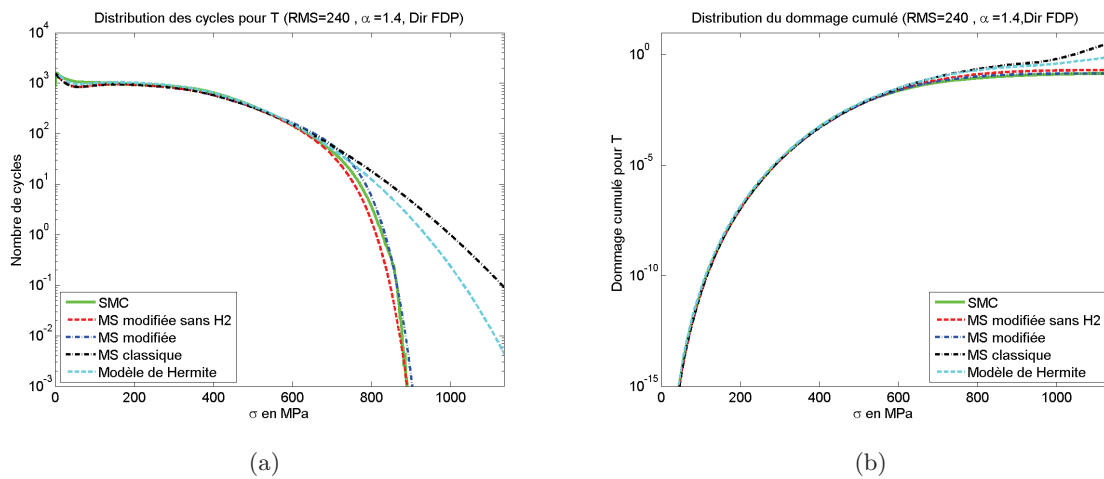 Distribution des cycles pour T (RMS=240 , α =1.4, Dir FDP)
10^4
10^3
10^2
10^1
10^0
10^-1
10^-2
10^-3
Nombre de cycles
SMC
MS modifiée sans H2
MS modifiée
MS classique
Modèle de Hermite
0 200 400 600 800 1000
σ en MPa
(a)
Distribution du dommage cumulé (RMS=240 , α =1.4,Dir FDP)
10^0
10^-5
10^-10
10^-15
Dommage cumulé pour T
SMC
MS modifiée sans H2
MS modifiée
MS classique
Modèle de Hermite
0 200 400 600 800 1000
σ en MPa
(b)